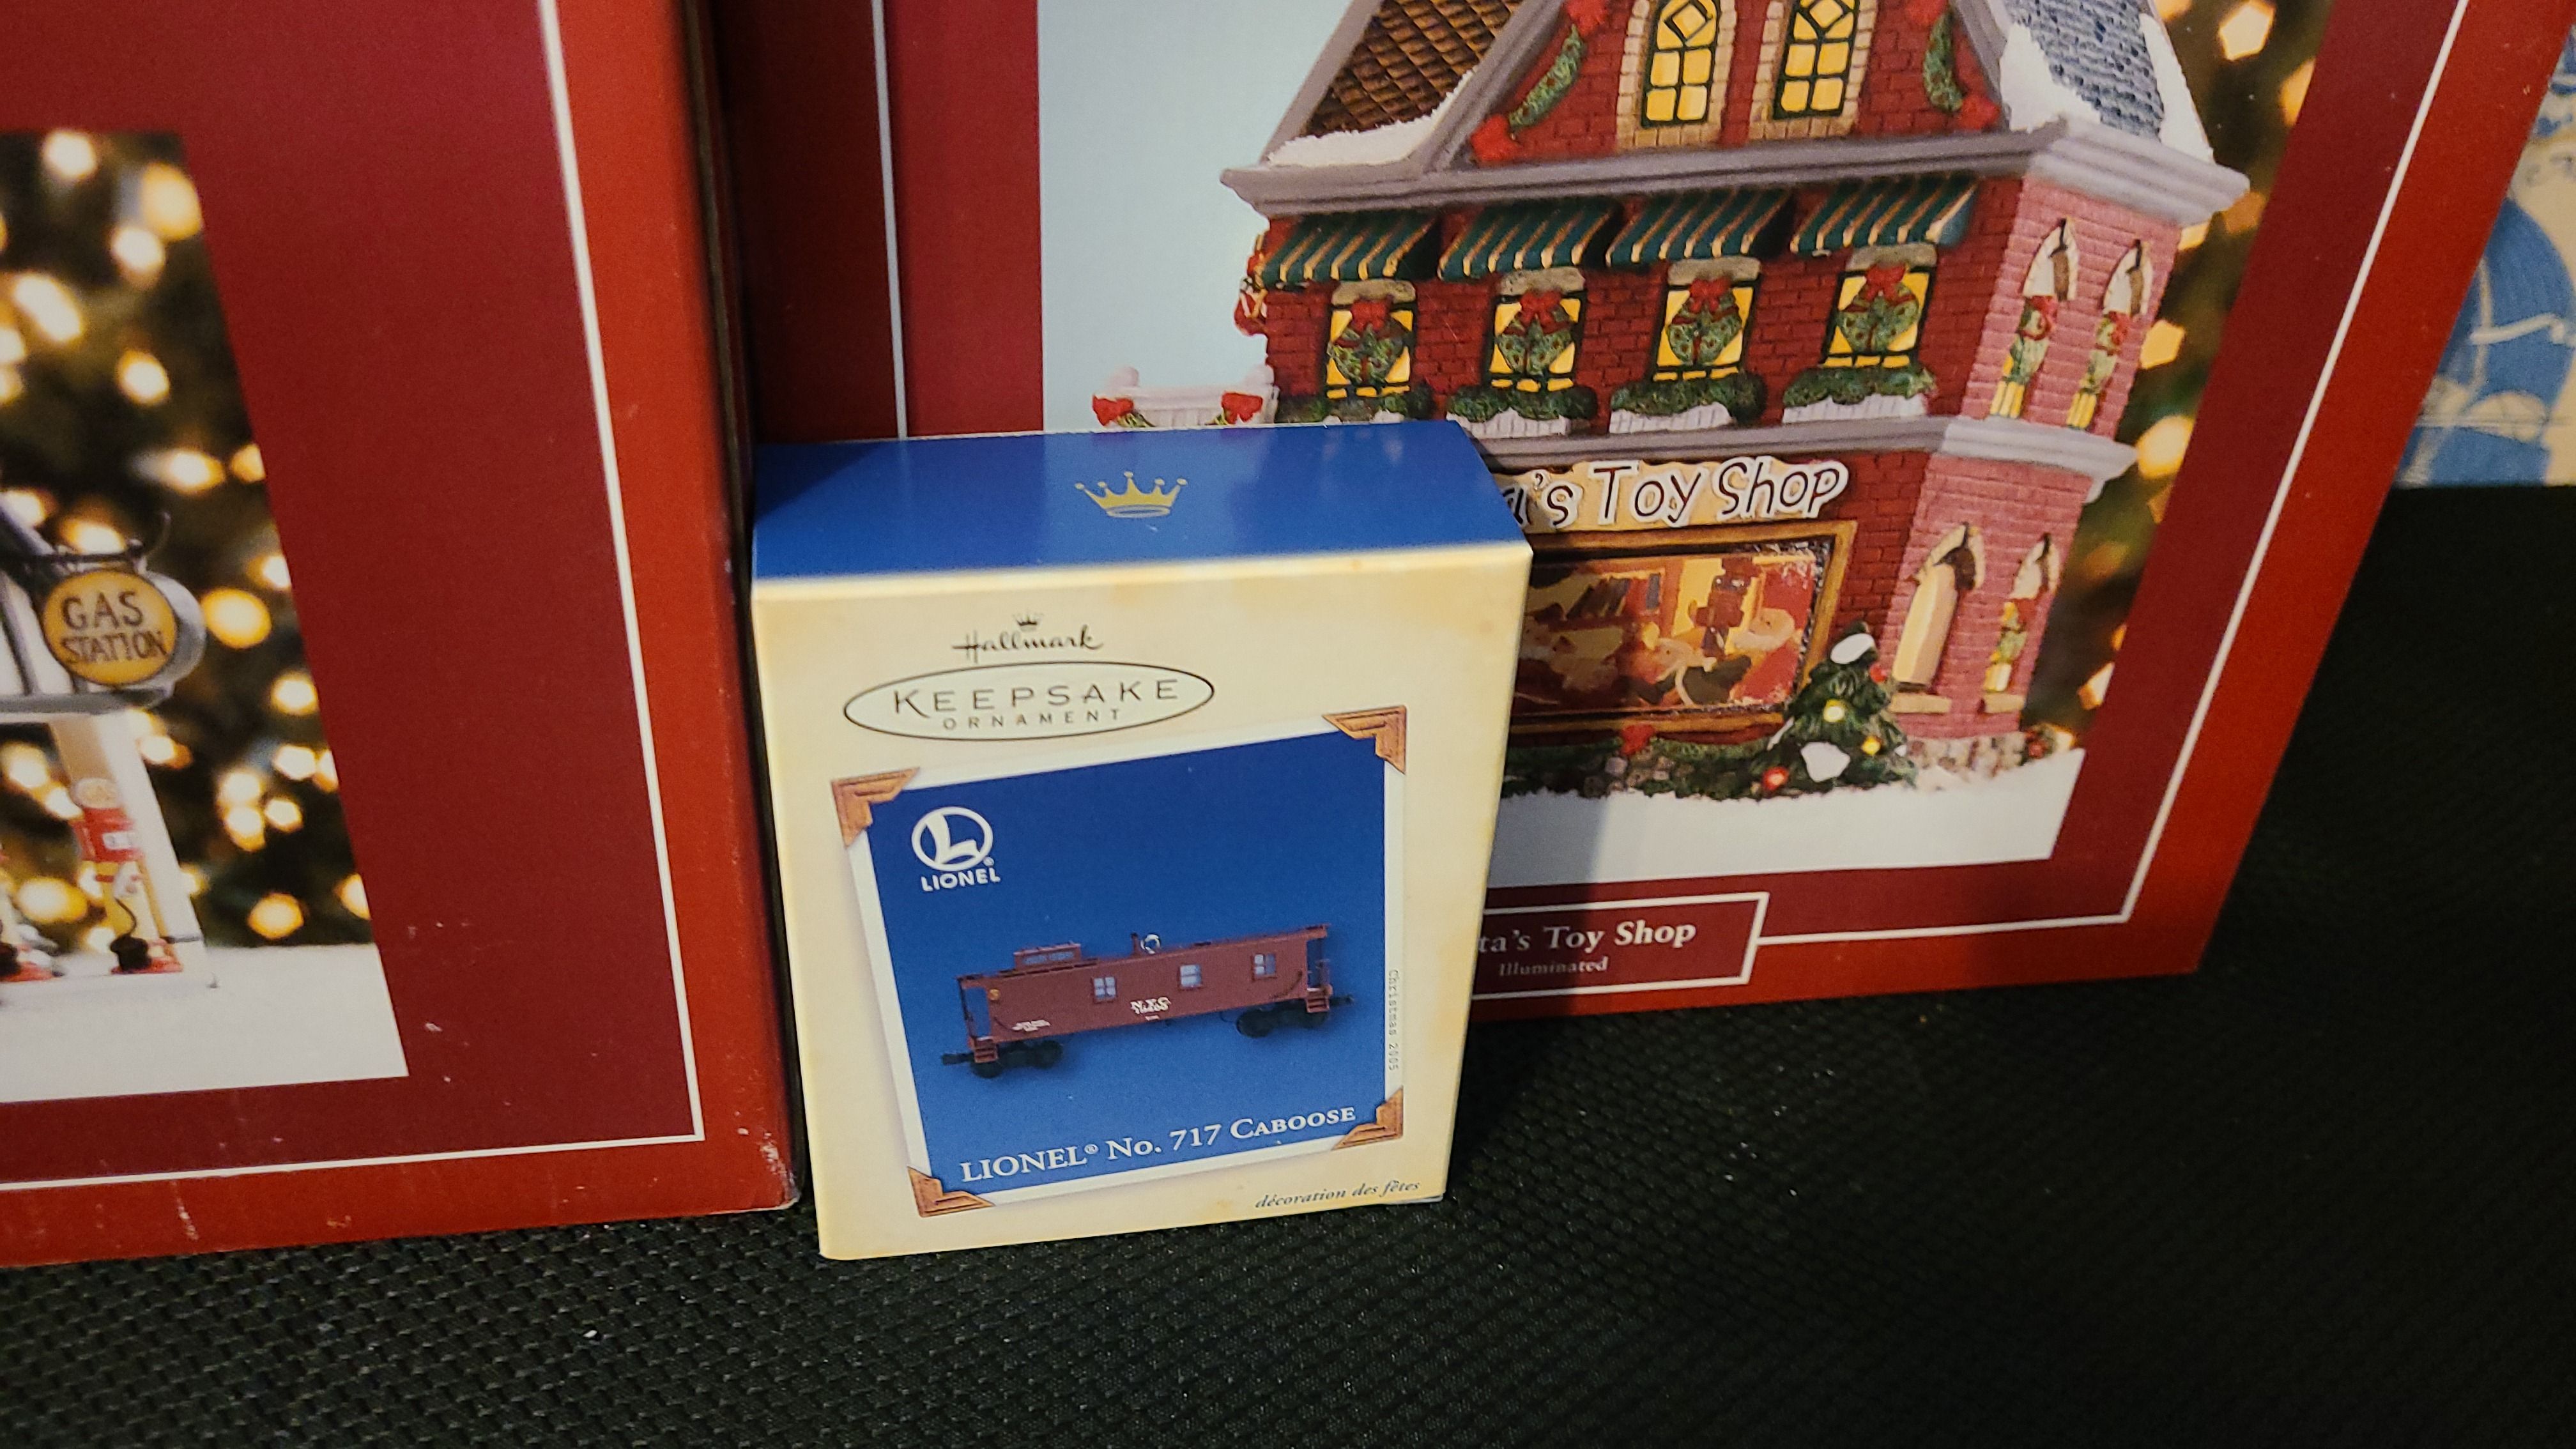 GAS
STATION
a's Toy Shop
ta's Toy Shop
Illuminated
Hallmark
KEEPSAKE
ORNAMENT
L
LIONEL
N.Y.C.
Christmas 2005
LIONEL® No. 717 CABOOSE
décoration des fêtes